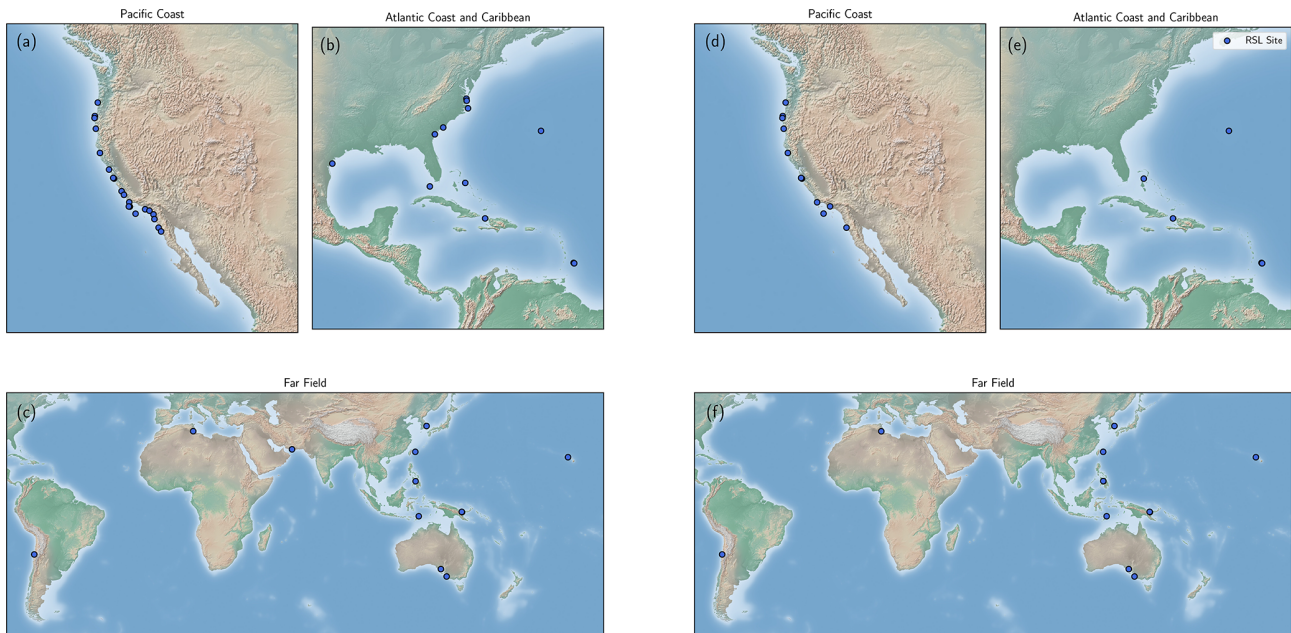 Pacific Coast
Atlantic Coast and Caribbean
(a)
(b)
Pacific Coast
Atlantic Coast and Caribbean
(d)
(e)
RSL Site
Far Field
(c)
Far Field
(f)